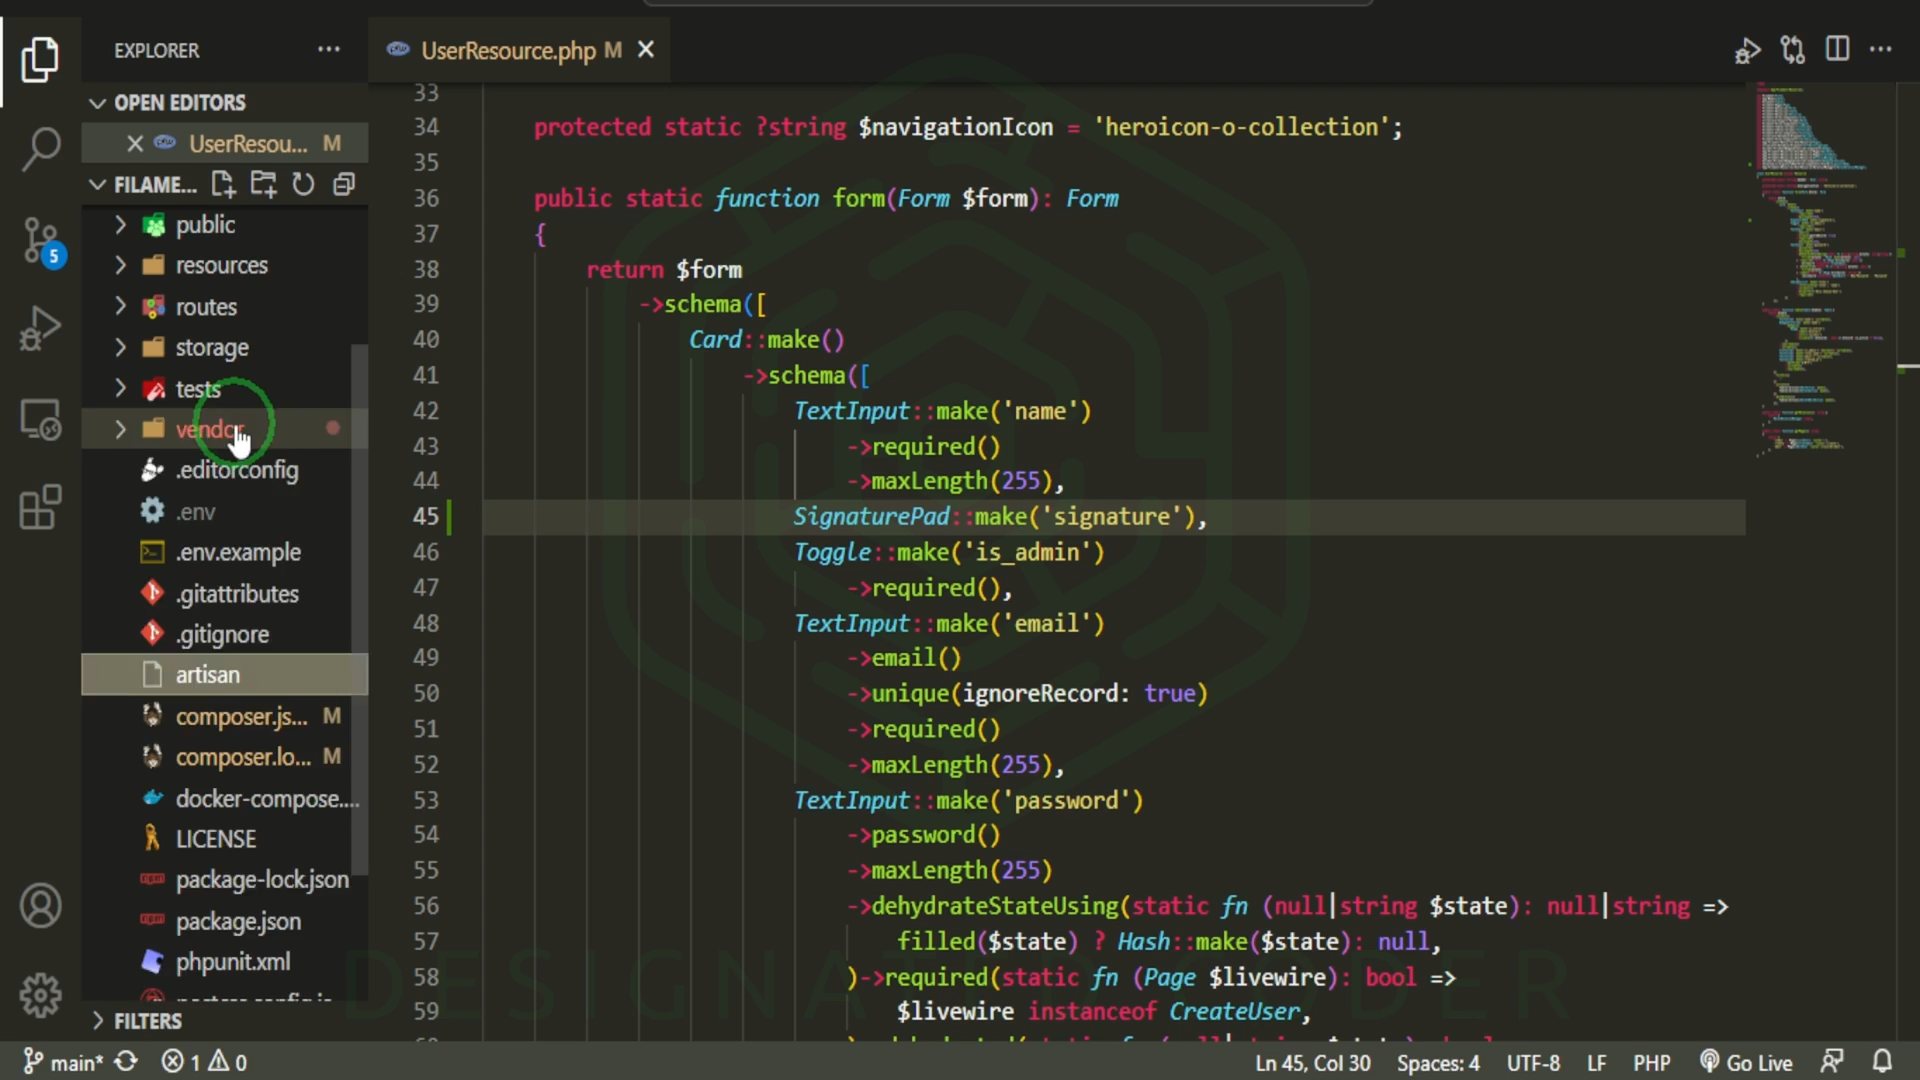 EXPLORER
UserResource.php M
OPEN EDITORS
UserResou... M
FILAME...
public
resources
routes
storage
tests
vendor
.editorconfig
.env
.env.example
.gitattributes
.gitignore
artisan
composer.js... M
composer.lo... M
docker-compose....
LICENSE
package-lock.json
package.json
phpunit.xml
FILTERS
5
33
34 protected static ?string $navigationIcon = 'heroicon-o-collection';
35
36 public static function form(Form $form): Form
37 {
38 return $form
39 ->schema([
40 Card::make()
41 ->schema([
42 TextInput::make('name')
43 ->required()
44 ->maxLength(255),
45 SignaturePad::make('signature'),
46 Toggle::make('is_admin')
47 ->required(),
48 TextInput::make('email')
49 ->email()
50 ->unique(ignoreRecord: true)
51 ->required()
52 ->maxLength(255),
53 TextInput::make('password')
54 ->password()
55 ->maxLength(255)
56 ->dehydrateStateUsing(static fn (null|string $state): null|string =>
57 filled($state) ? Hash::make($state): null,
58 )->required(static fn (Page $livewire): bool =>
59 $livewire instanceof CreateUser,
DESIGNATED CODER
main* 1 0
Ln 45, Col 30 Spaces: 4 UTF-8 LF PHP Go Live